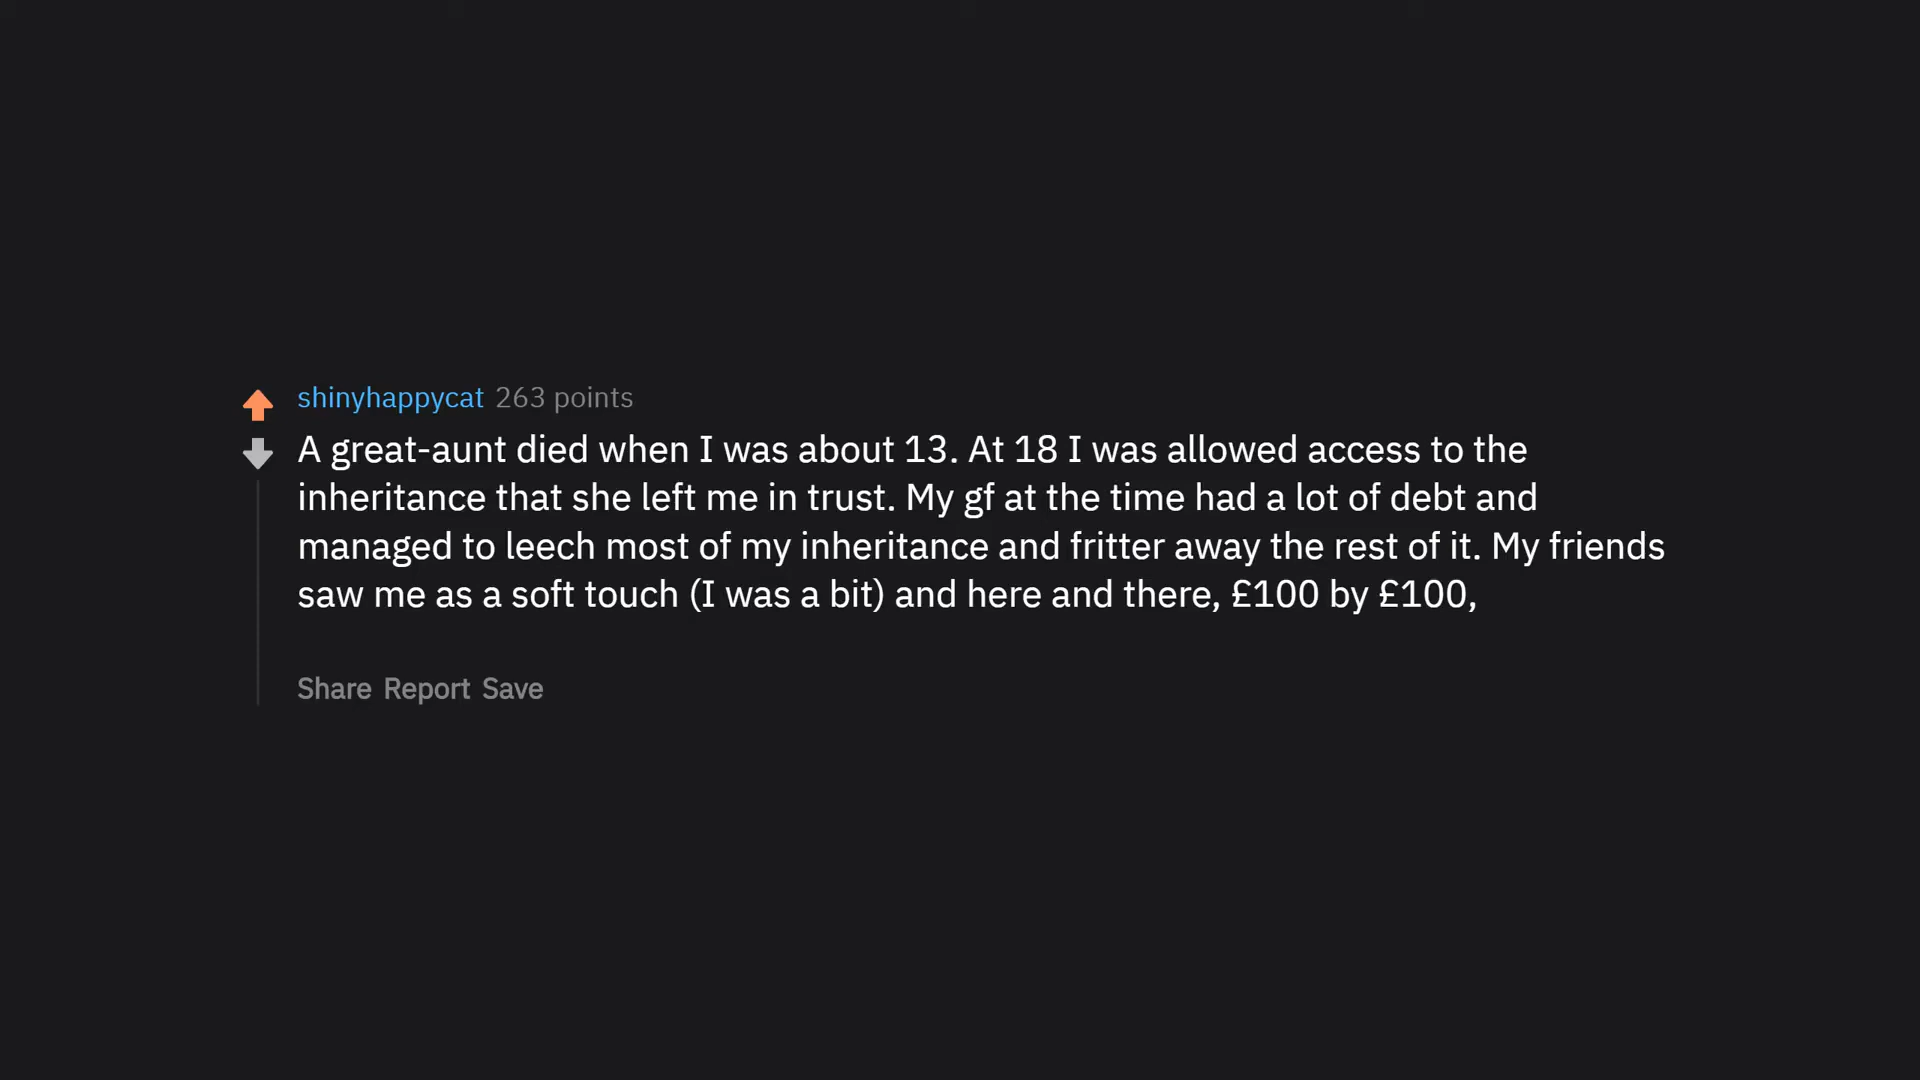 shinyhappycat 263 points
A great-aunt died when I was about 13. At 18 I was allowed access to the
inheritance that she left me in trust. My gf at the time had a lot of debt and
managed to leech most of my inheritance and fritter away the rest of it. My friends
saw me as a soft touch (I was a bit) and here and there, £100 by £100,
Share Report Save